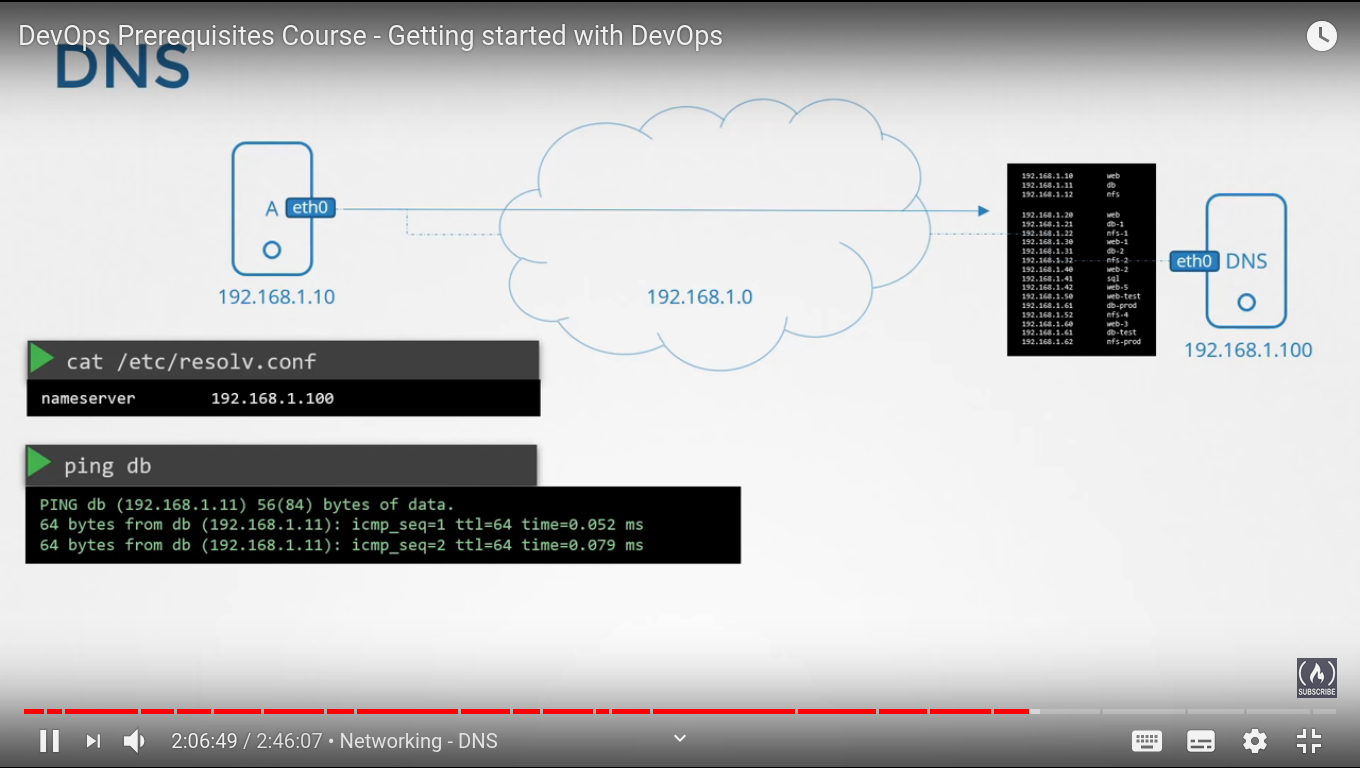 DevOps Prerequisites Course - Getting started with DevOps
DNS
A eth0
192.168.1.10
192.168.1.0
192.168.1.10 web
192.168.1.11 db
192.168.1.12 nfs
192.168.1.20 web
192.168.1.21 db-1
192.168.1.22 nfs-1
192.168.1.30 web-1
192.168.1.31 db-2
192.168.1.32 nfs-2
192.168.1.40 web-2
192.168.1.41 sql
192.168.1.42 web-5
192.168.1.50 web-test
192.168.1.61 db-prod
192.168.1.52 nfs-4
192.168.1.60 web-3
192.168.1.61 db-test
192.168.1.62 nfs-prod
eth0 DNS
192.168.1.100
cat /etc/resolv.conf
nameserver 192.168.1.100
ping db
PING db (192.168.1.11) 56(84) bytes of data.
64 bytes from db (192.168.1.11): icmp_seq=1 ttl=64 time=0.052 ms
64 bytes from db (192.168.1.11): icmp_seq=2 ttl=64 time=0.079 ms
SUBSCRIBE
2:06:49 / 2:46:07 • Networking - DNS